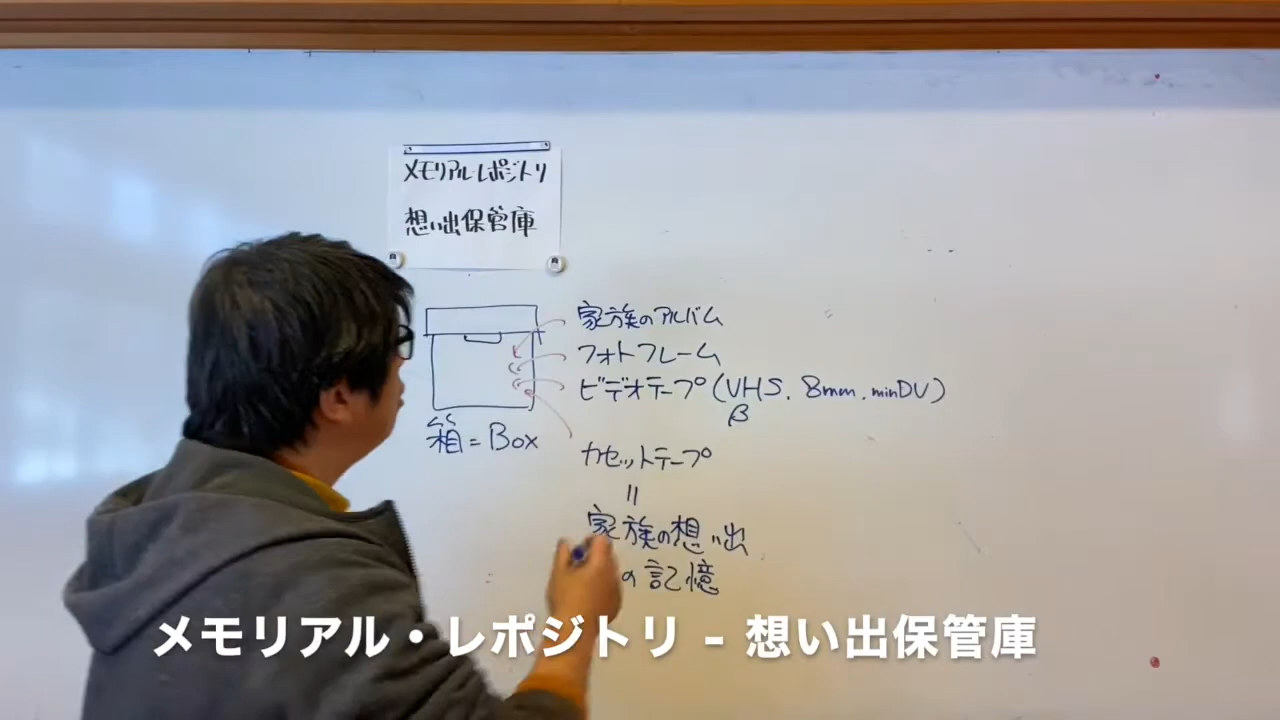 メモリアルレポジトリ
想い出保管庫
家族のアルバム
フォトフレーム
ビデオテープ(VHS. 8mm. minDV)
β
箱=Box
カセットテープ
=
家族の想い出
の記憶
メモリアル・レポジトリ - 想い出保管庫